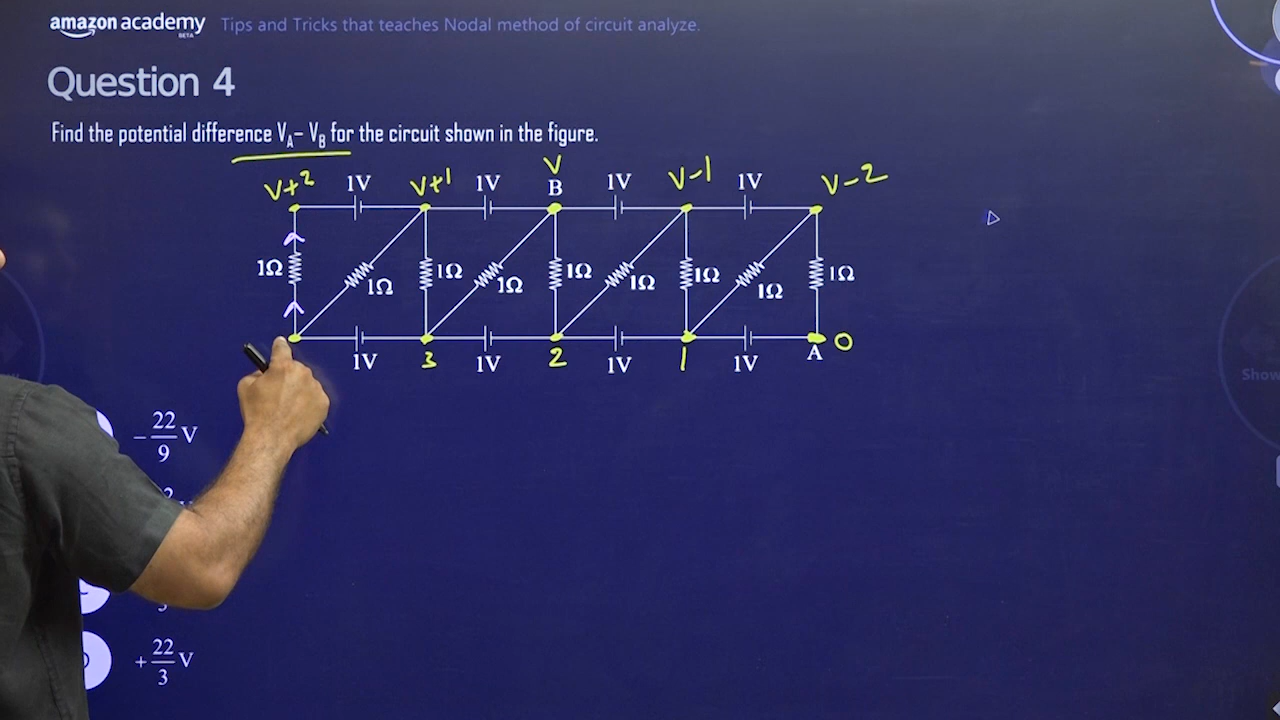 amazon academy
BETA
Tips and Tricks that teaches Nodal method of circuit analyze.
Question 4
Find the potential difference V_A– V_B for the circuit shown in the figure.
V
V+2 1V V+1 1V B 1V V-1 1V V-2
1Ω 1Ω 1Ω 1Ω 1Ω 1Ω 1Ω 1Ω 1Ω
1V 3 1V 2 1V 1 1V A 0
Show
− 22/9 V
+ 22/3 V